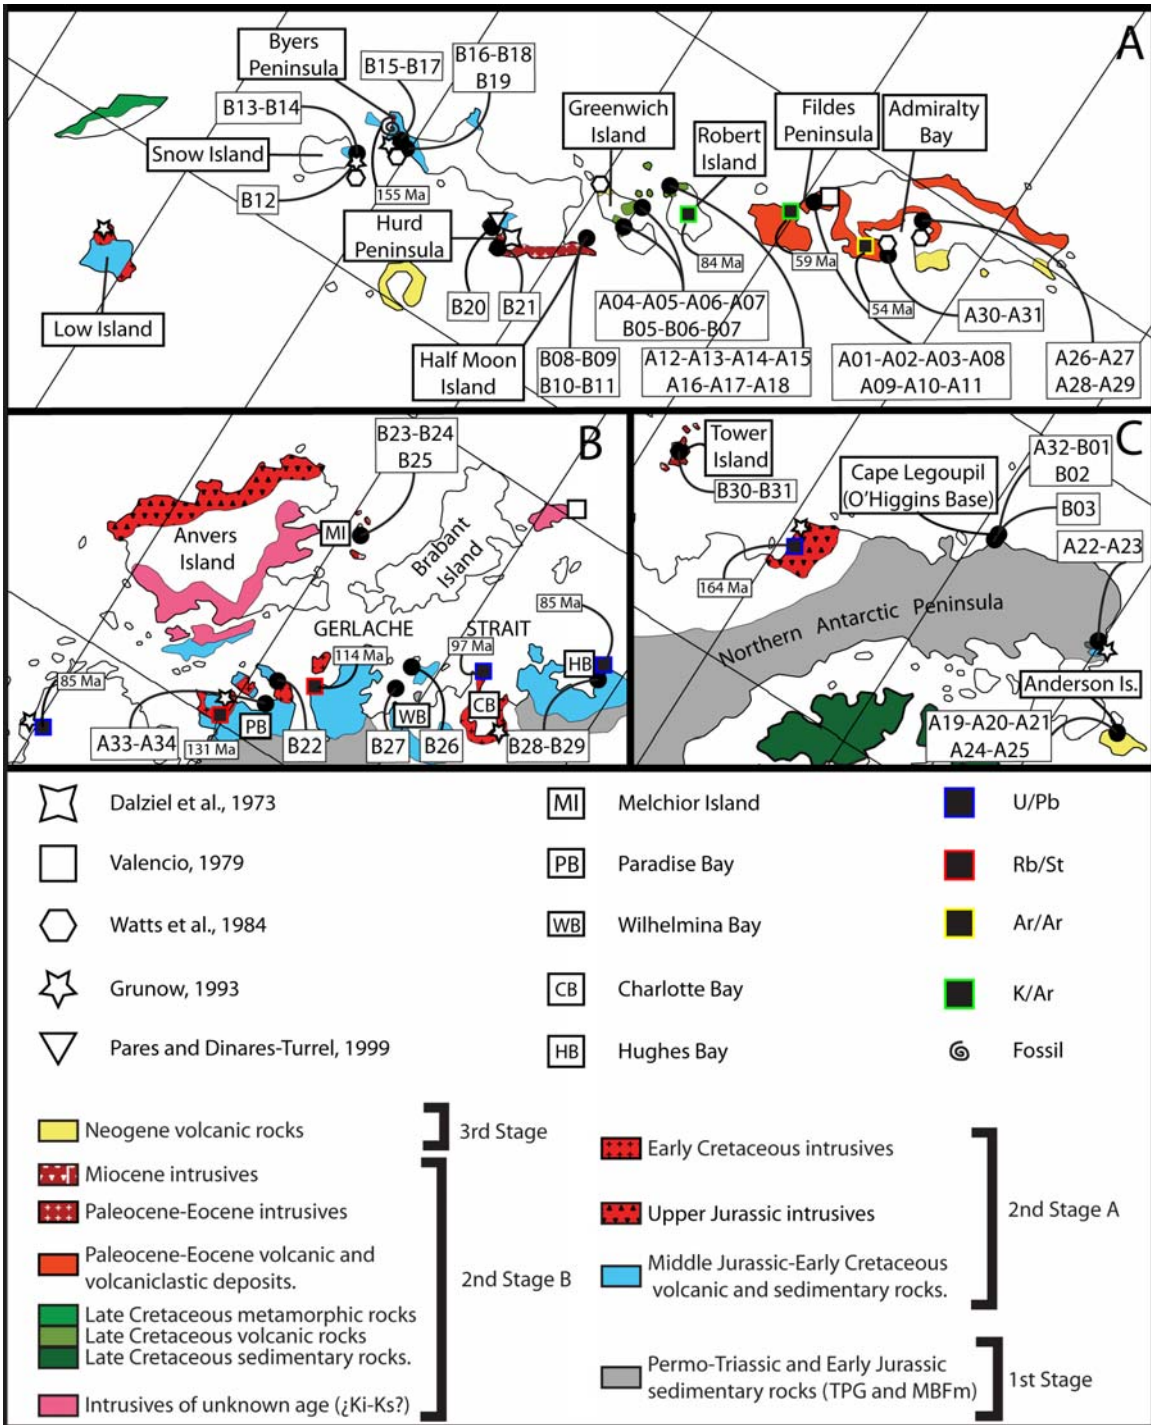 A
Byers
Peninsula
B15-B17
B16-B18
B19
B13-B14
Snow Island
B12
155 Ma
Hurd
Peninsula
Low Island
B20
B21
Half Moon
Island
Greenwich
Island
Robert
Island
Fildes
Peninsula
Admiralty
Bay
84 Ma
59 Ma
54 Ma
A04-A05-A06-A07
B05-B06-B07
B08-B09
B10-B11
A12-A13-A14-A15
A16-A17-A18
A01-A02-A03-A08
A09-A10-A11
A30-A31
A26-A27
A28-A29
B
B23-B24
B25
Anvers
Island
MI
Brabant
Island
GERLACHE
STRAIT
85 Ma
114 Ma
97 Ma
85 Ma
HB
CB
WB
PB
A33-A34
131 Ma
B22
B27
B26
B28-B29
C
Tower
Island
B30-B31
Cape Legoupil
(O'Higgins Base)
A32-B01
B02
B03
A22-A23
164 Ma
Northern Antarctic Peninsula
Anderson Is.
A19-A20-A21
A24-A25
Dalziel et al., 1973
MI
Melchior Island
U/Pb
Valencio, 1979
PB
Paradise Bay
Rb/St
Watts et al., 1984
WB
Wilhelmina Bay
Ar/Ar
Grunow, 1993
CB
Charlotte Bay
K/Ar
Pares and Dinares-Turrel, 1999
HB
Hughes Bay
Fossil
Neogene volcanic rocks
3rd Stage
Miocene intrusives
Paleocene-Eocene intrusives
Paleocene-Eocene volcanic and
volcaniclastic deposits.
2nd Stage B
Late Cretaceous metamorphic rocks
Late Cretaceous volcanic rocks
Late Cretaceous sedimentary rocks.
Intrusives of unknown age (¿Ki-Ks?)
Early Cretaceous intrusives
Upper Jurassic intrusives
2nd Stage A
Middle Jurassic-Early Cretaceous
volcanic and sedimentary rocks.
Permo-Triassic and Early Jurassic
sedimentary rocks (TPG and MBFm)
1st Stage